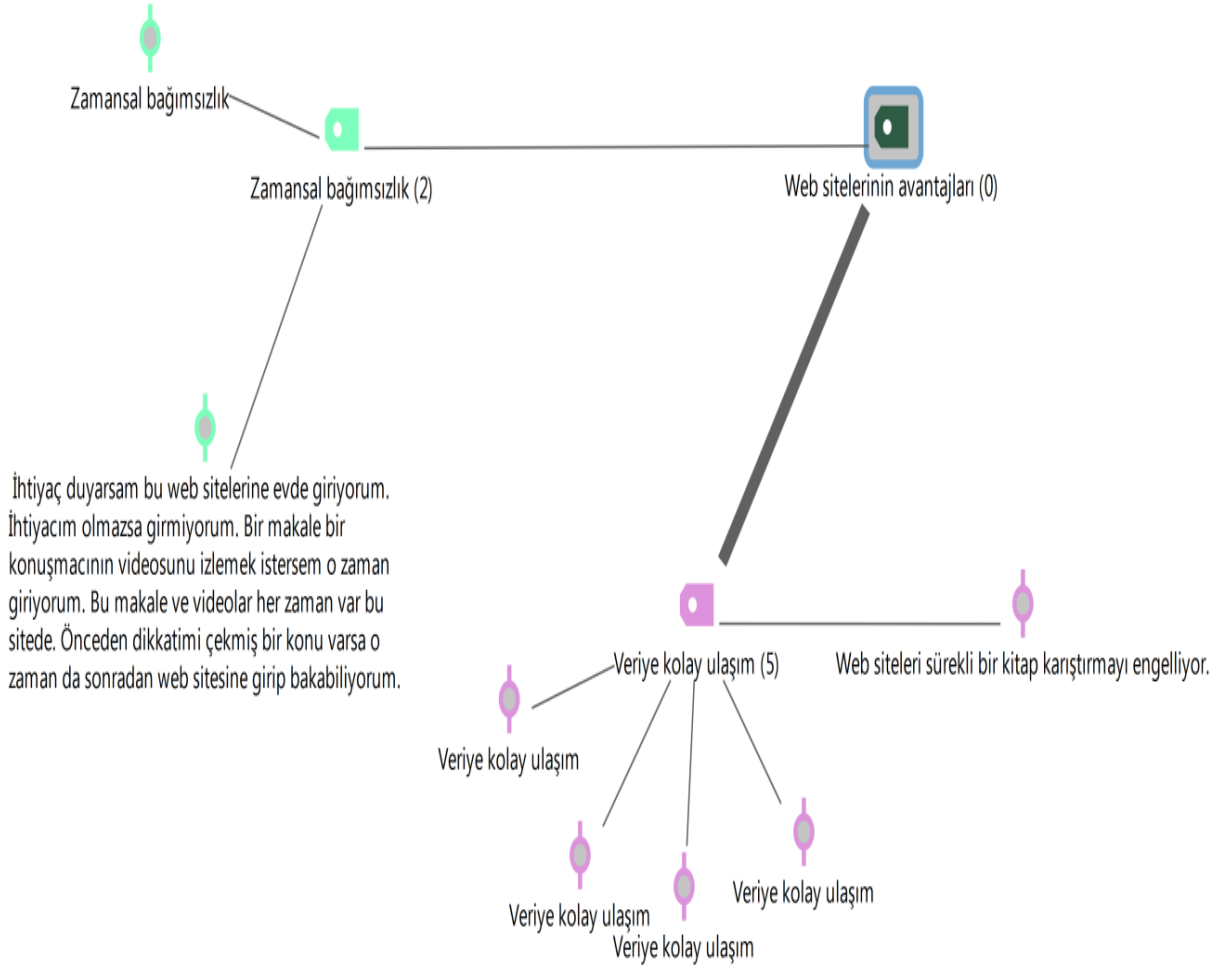 Zamansal bağımsızlık
Zamansal bağımsızlık (2)
Web sitelerinin avantajları (0)
İhtiyaç duyarsam bu web sitelerine evde giriyorum.
İhtiyacım olmazsa girmiyorum. Bir makale bir
konuşmacının videosunu izlemek istersem o zaman
giriyorum. Bu makale ve videolar her zaman var bu
sitede. Önceden dikkatimi çekmiş bir konu varsa o
zaman da sonradan web sitesine girip bakabiliyorum.
Veriye kolay ulaşım (5)
Web siteleri sürekli bir kitap karıştırmayı engelliyor.
Veriye kolay ulaşım
Veriye kolay ulaşım
Veriye kolay ulaşım
Veriye kolay ulaşım